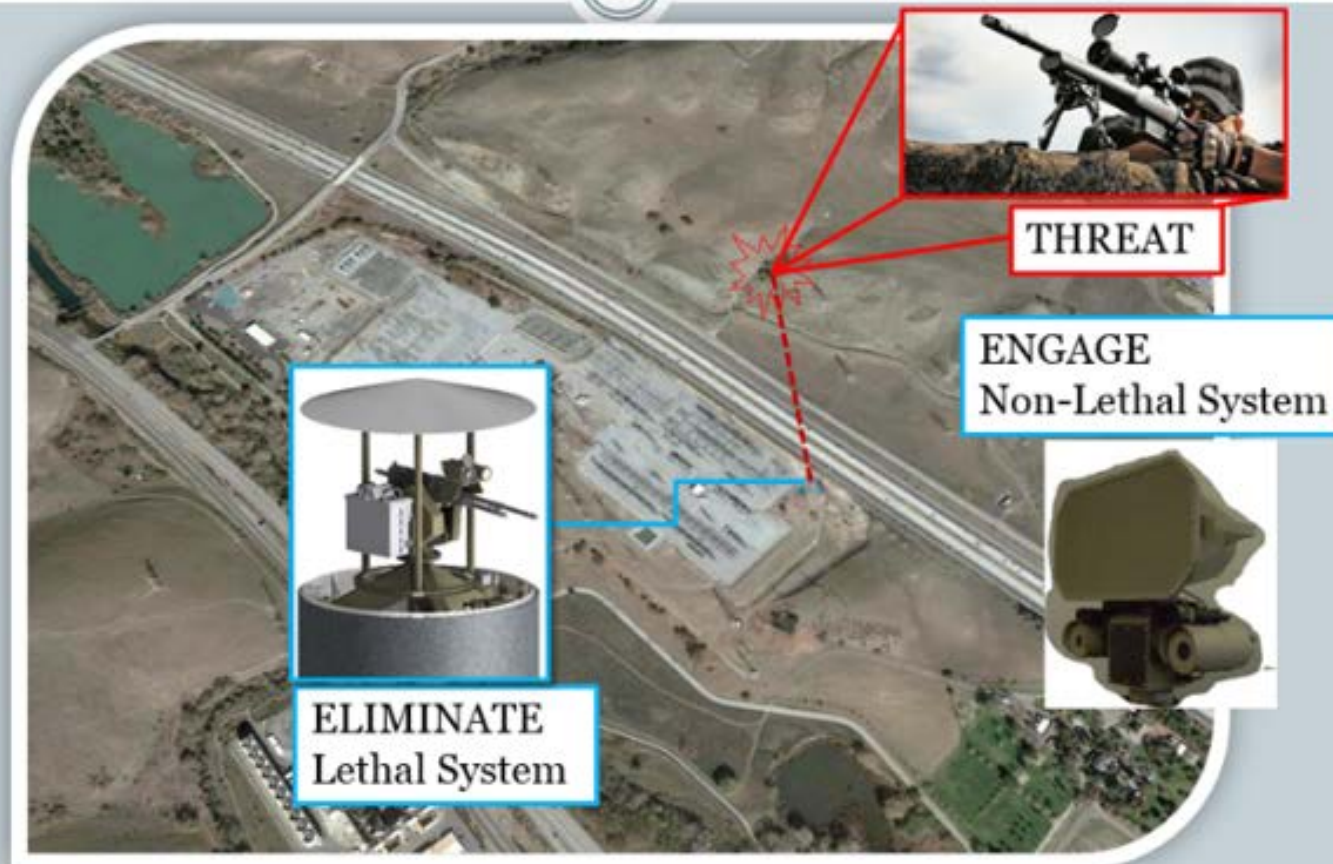 THREAT
ENGAGE
Non-Lethal System
ELIMINATE
Lethal System